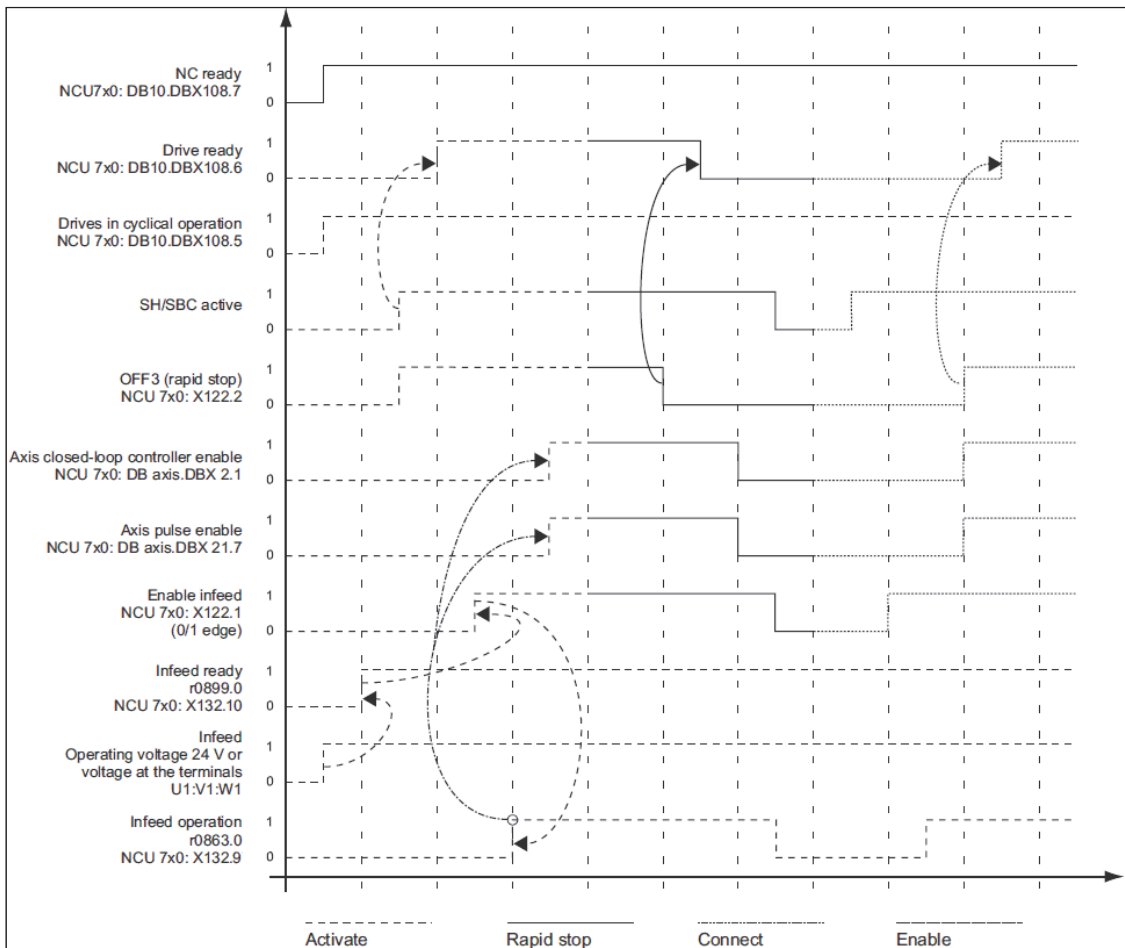 NC ready
NCU7x0: DB10.DBX108.7
1
0
Drive ready
NCU 7x0: DB10.DBX108.6
1
0
Drives in cyclical operation
NCU 7x0: DB10.DBX108.5
1
0
SH/SBC active
1
0
OFF3 (rapid stop)
NCU 7x0: X122.2
1
0
Axis closed-loop controller enable
NCU 7x0: DB axis.DBX 2.1
1
0
Axis pulse enable
NCU 7x0: DB axis.DBX 21.7
1
0
Enable infeed
NCU 7x0: X122.1
(0/1 edge)
1
0
Infeed ready
r0899.0
NCU 7x0: X132.10
1
0
Infeed
Operating voltage 24 V or
voltage at the terminals
U1:V1:W1
1
0
Infeed operation
r0863.0
NCU 7x0: X132.9
1
0
Activate Rapid stop Connect Enable